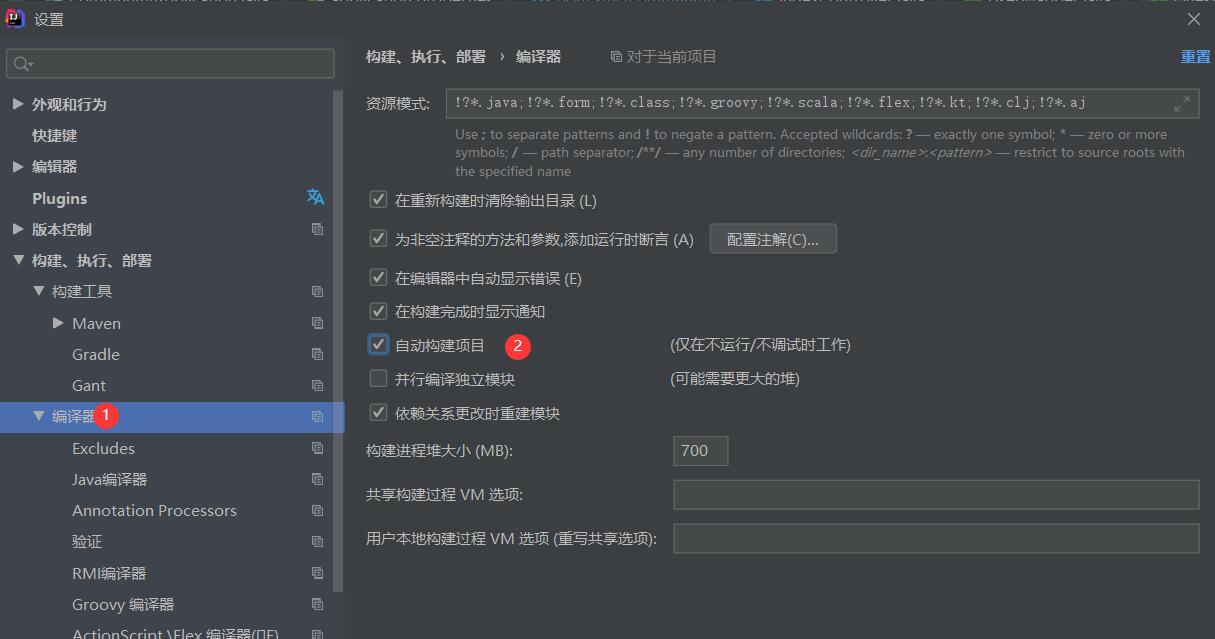 设置
外观和行为
快捷键
编辑器
Plugins
版本控制
构建、执行、部署
构建工具
Maven
Gradle
Gant
编译器 1
Excludes
Java编译器
Annotation Processors
验证
RMI编译器
Groovy 编译器
构建、执行、部署 › 编译器 对于当前项目 重置
资源模式: !?*.java;!?*.form;!?*.class;!?*.groovy;!?*.scala;!?*.flex;!?*.kt;!?*.clj;!?*.aj
Use ; to separate patterns and ! to negate a pattern. Accepted wildcards: ? — exactly one symbol; * — zero or more
symbols; / — path separator; /**/ — any number of directories; <dir_name>:<pattern> — restrict to source roots with
the specified name
在重新构建时清除输出目录 (L)
为非空注释的方法和参数,添加运行时断言 (A) 配置注解(C)...
在编辑器中自动显示错误 (E)
在构建完成时显示通知
自动构建项目 2 (仅在不运行/不调试时工作)
并行编译独立模块 (可能需要更大的堆)
依赖关系更改时重建模块
构建进程堆大小 (MB): 700
共享构建过程 VM 选项:
用户本地构建过程 VM 选项 (重写共享选项):